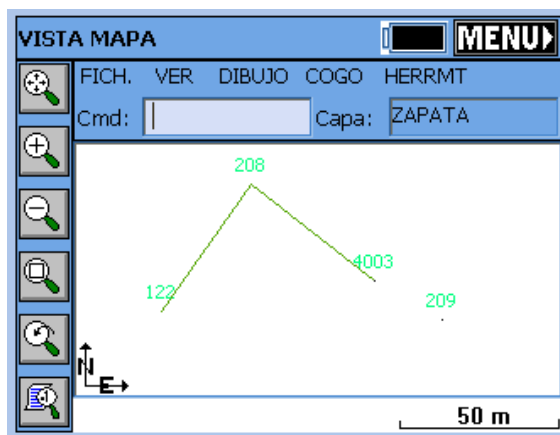 VISTA MAPA MENU
FICH. VER DIBUJO COGO HERRMT
Cmd: Capa: ZAPATA
208
4003
122
209
N
E
50 m